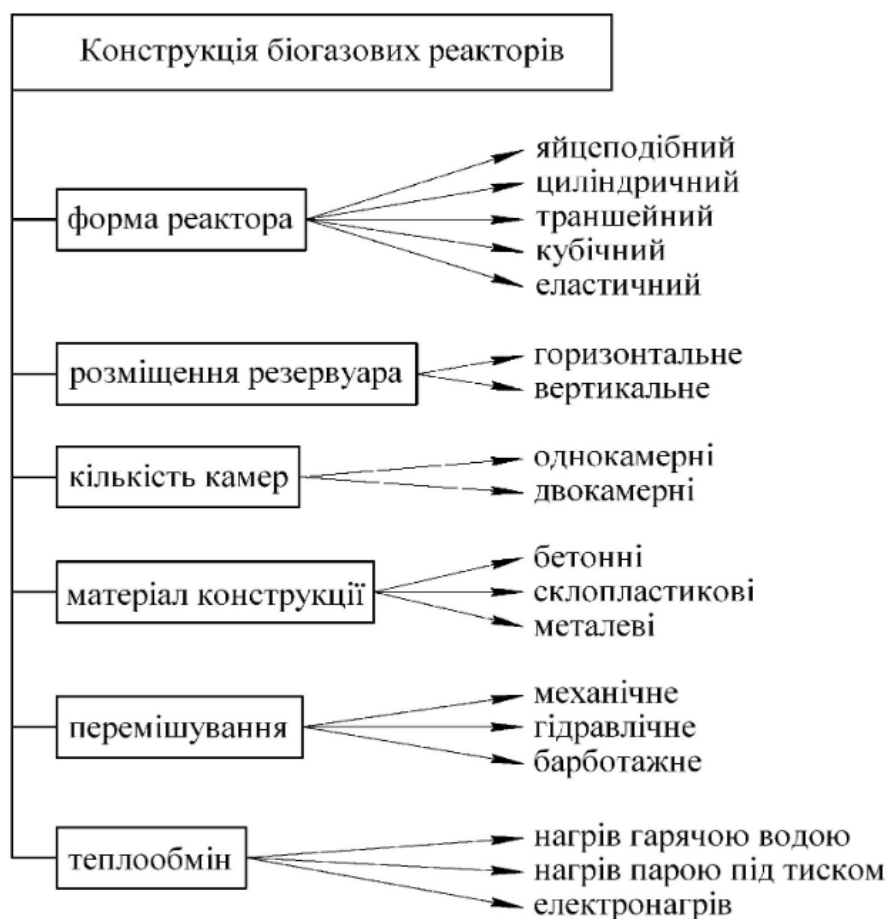 Конструкція біогазових реакторів
форма реактора
яйцеподібний
циліндричний
траншейний
кубічний
еластичний
розміщення резервуара
горизонтальне
вертикальне
кількість камер
однокамерні
двокамерні
матеріал конструкції
бетонні
склопластикові
металеві
перемішування
механічне
гідравлічне
барботажне
теплообмін
нагрів гарячою водою
нагрів парою під тиском
електронагрів